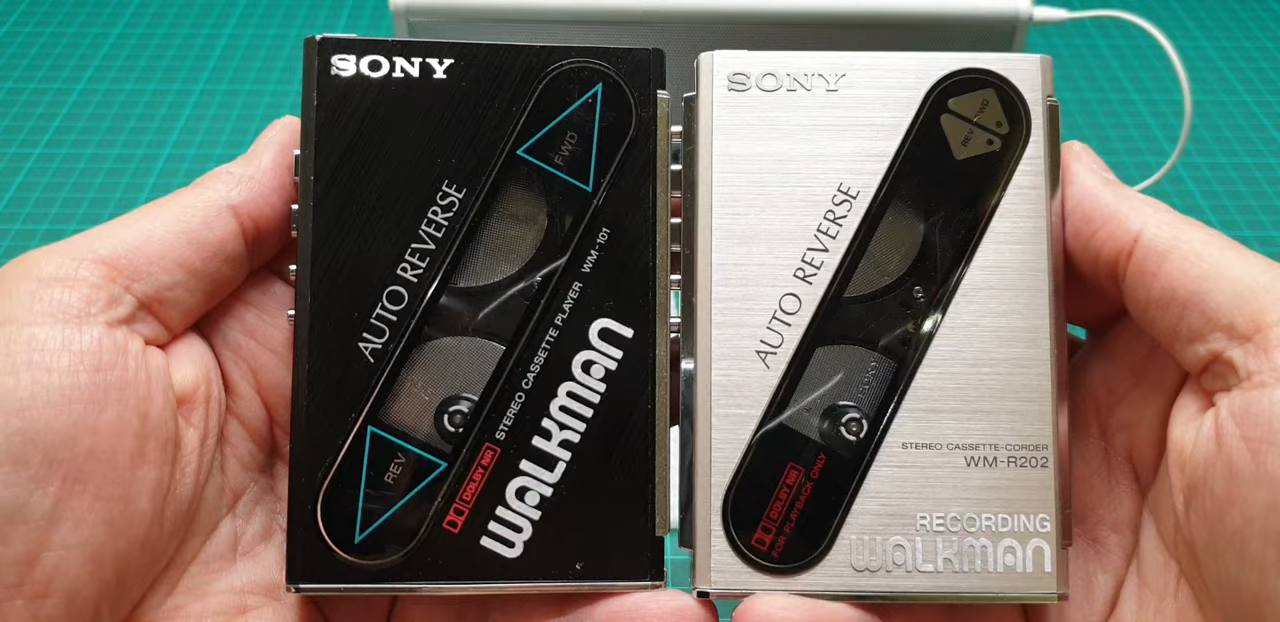 SONY
FWD
AUTO REVERSE
REV
DOLBY NR
STEREO CASSETTE PLAYER WM-101
WALKMAN
SONY
FWD
REV
AUTO REVERSE
SONY
DOLBY NR
FOR PLAYBACK ONLY
STEREO CASSETTE-CORDER
WM-R202
RECORDING
WALKMAN